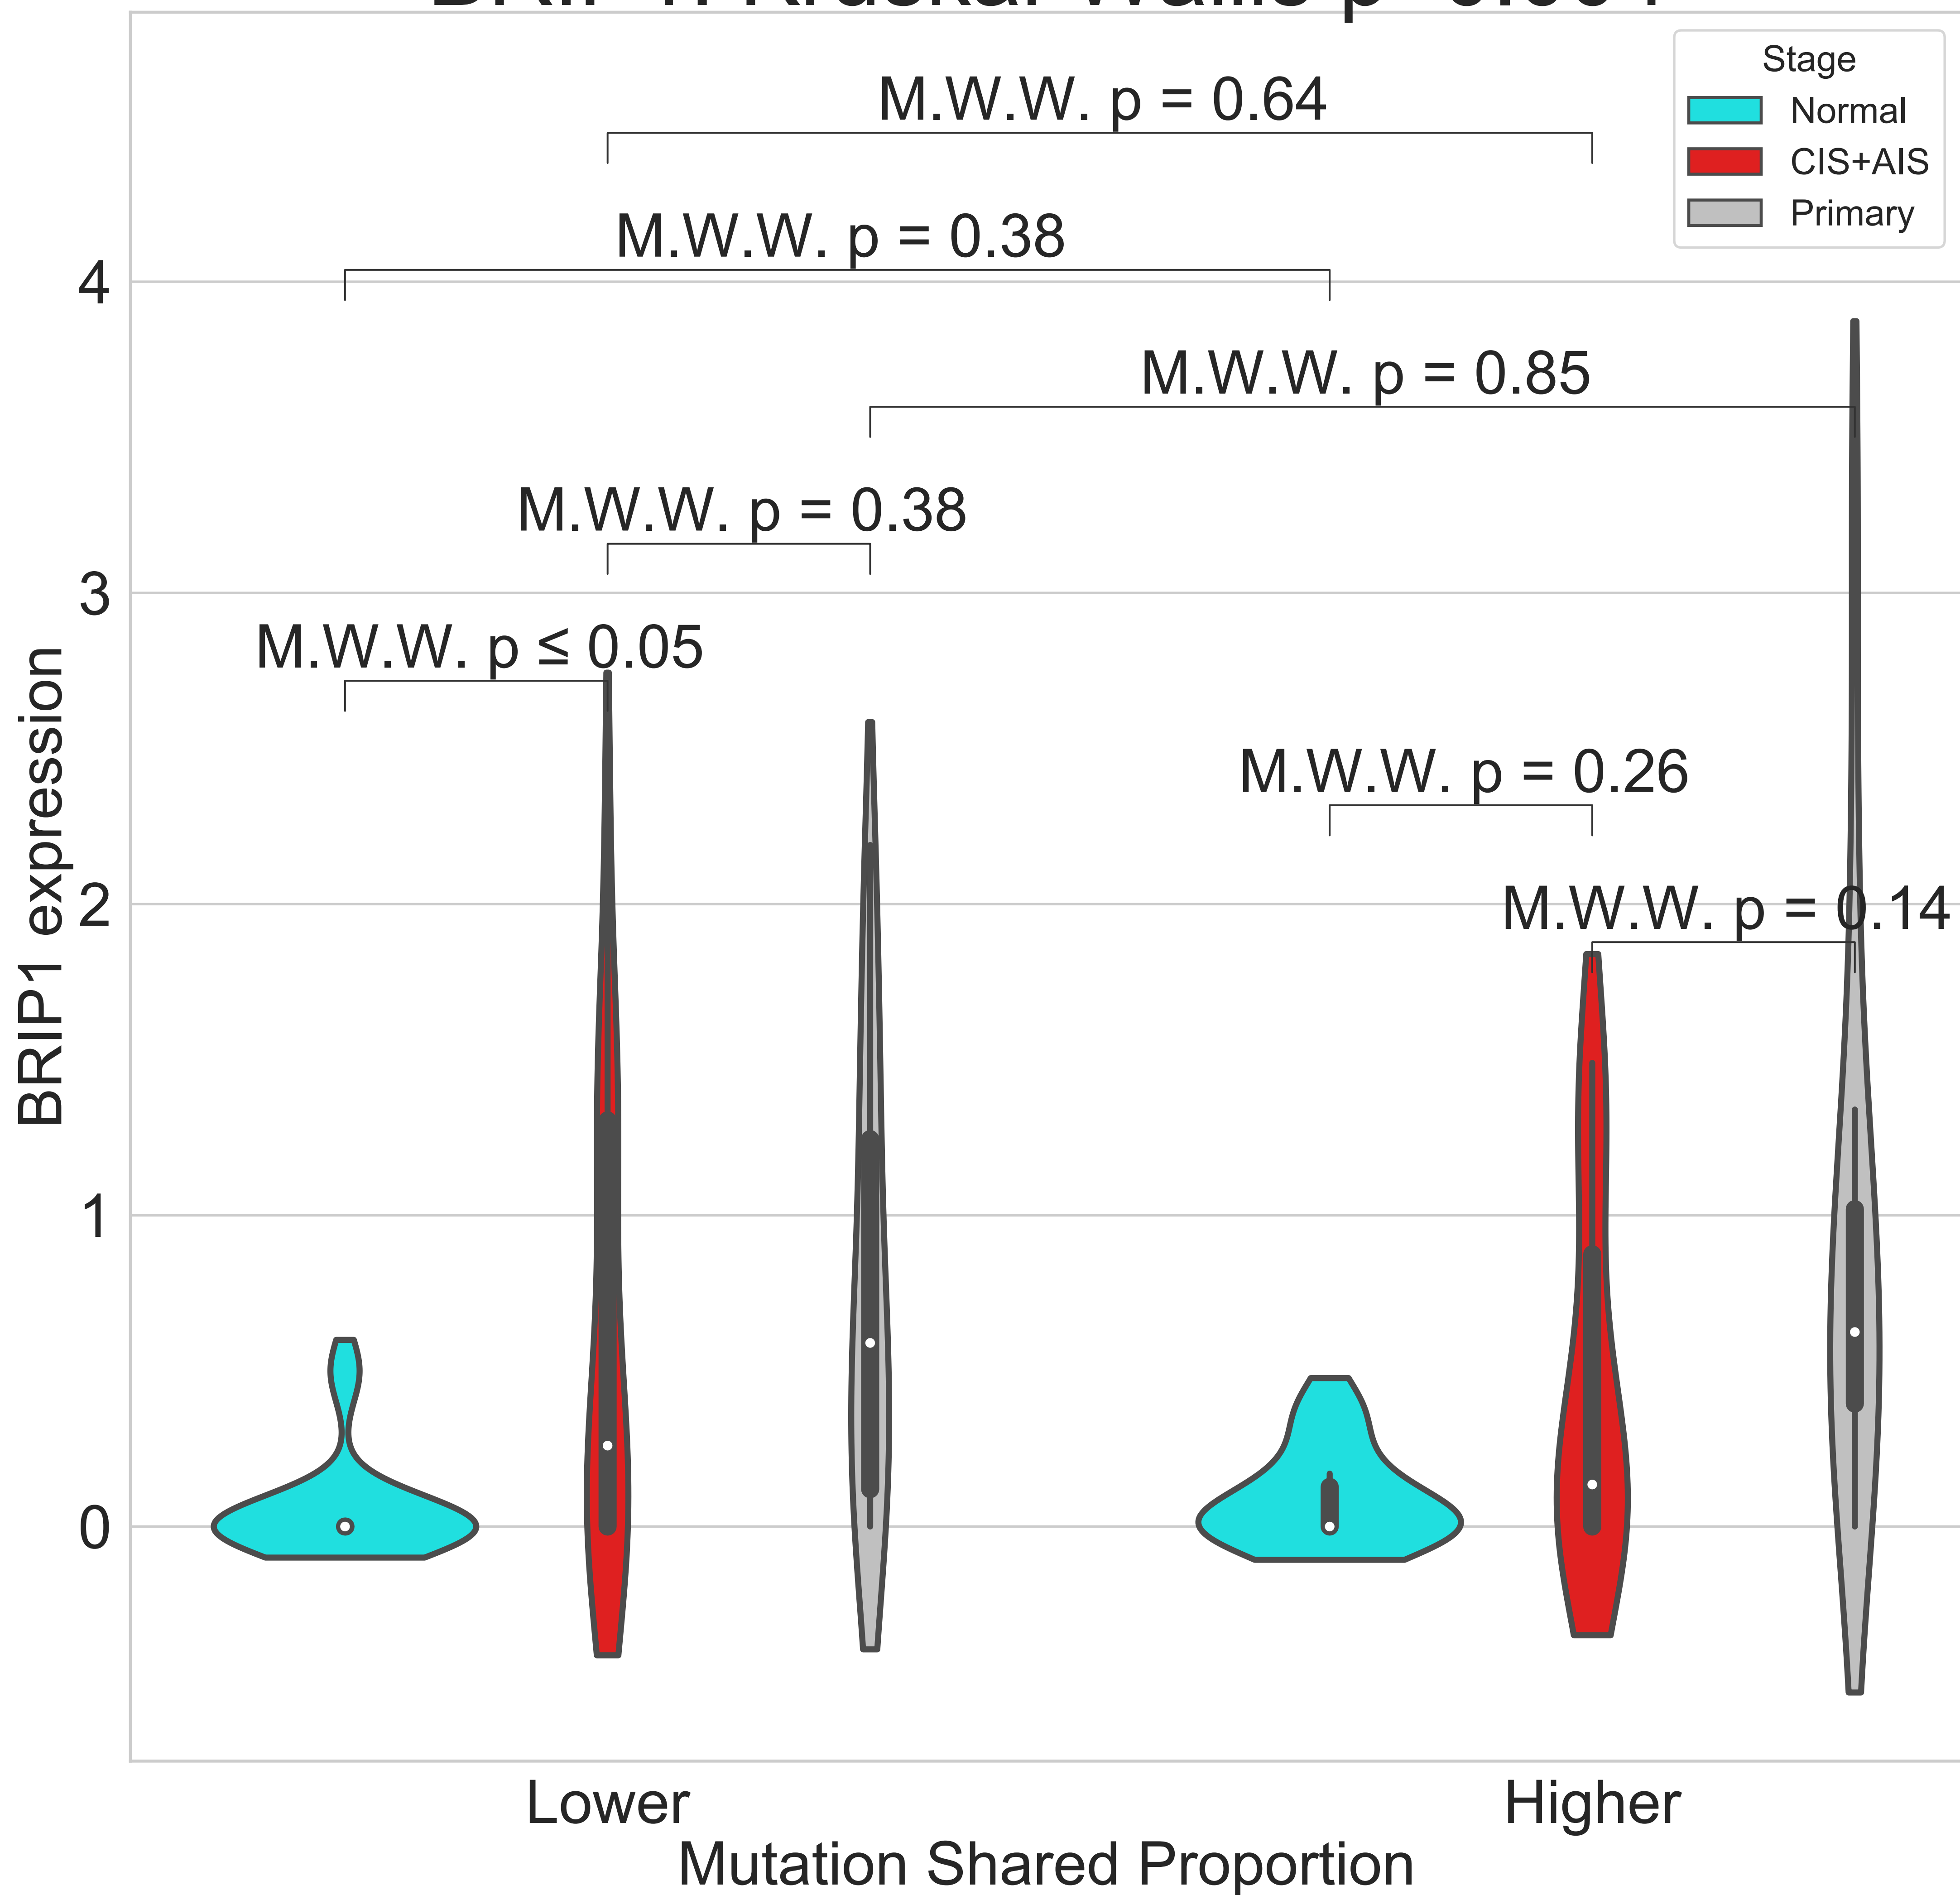 Stage
Normal
CIS+AIS
Primary
M.W.W. p = 0.64
M.W.W. p = 0.38
M.W.W. p = 0.85
M.W.W. p = 0.38
M.W.W. p ≤ 0.05
M.W.W. p = 0.26
M.W.W. p = 0.14
4
3
2
1
0
BRIP1 expression
Lower
Higher
Mutation Shared Proportion